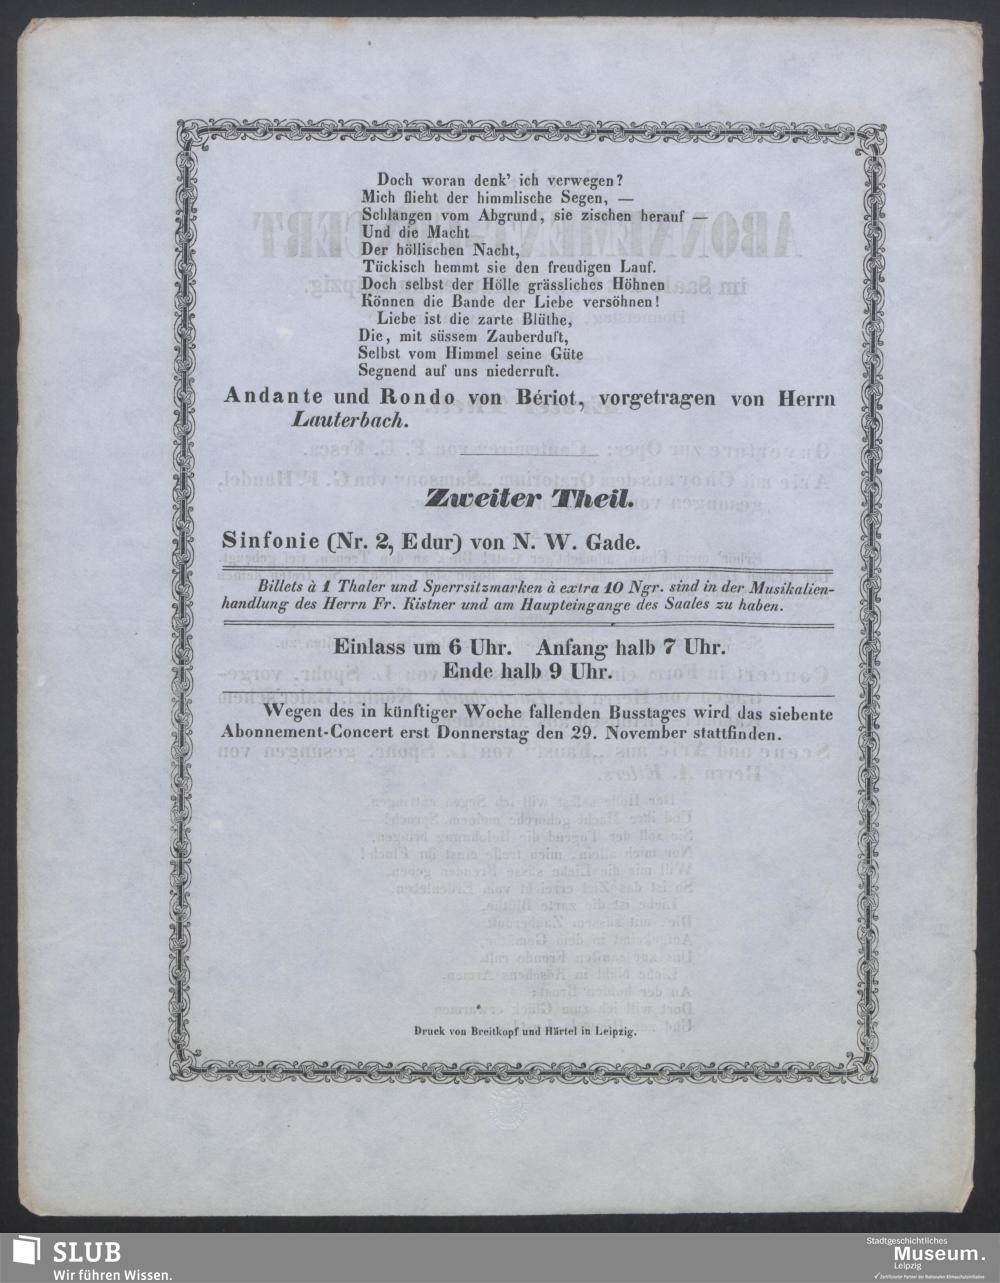 Doch woran denk' ich verwegen?
Mich flieht der himmlische Segen, —
Schlangen vom Abgrund, sie zischen herauf —
Und die Macht
Der höllischen Nacht,
Tückisch hemmt sie den freudigen Lauf.
Doch selbst der Hölle grässliches Höhnen
Können die Bande der Liebe versöhnen!
Liebe ist die zarte Blüthe,
Die, mit süssem Zauberduft,
Selbst vom Himmel seine Güte
Segnend auf uns niederruft.
Andante und Rondo von Bériot, vorgetragen von Herrn
Lauterbach.
Zweiter Theil.
Sinfonie (Nr. 2, Edur) von N. W. Gade.
Billets à 1 Thaler und Sperrsitzmarken à extra 10 Ngr. sind in der Musikalien-
handlung des Herrn Fr. Kistner und am Haupteingange des Saales zu haben.
Einlass um 6 Uhr. Anfang halb 7 Uhr.
Ende halb 9 Uhr.
Wegen des in künftiger Woche fallenden Busstages wird das siebente
Abonnement-Concert erst Donnerstag den 29. November stattfinden.
Druck von Breitkopf und Härtel in Leipzig.
SLUB
Wir führen Wissen.
Stadtgeschichtliches
Museum.
Leipzig
Zertifizierter Partner der Nationalen Klimaschutzinitiative